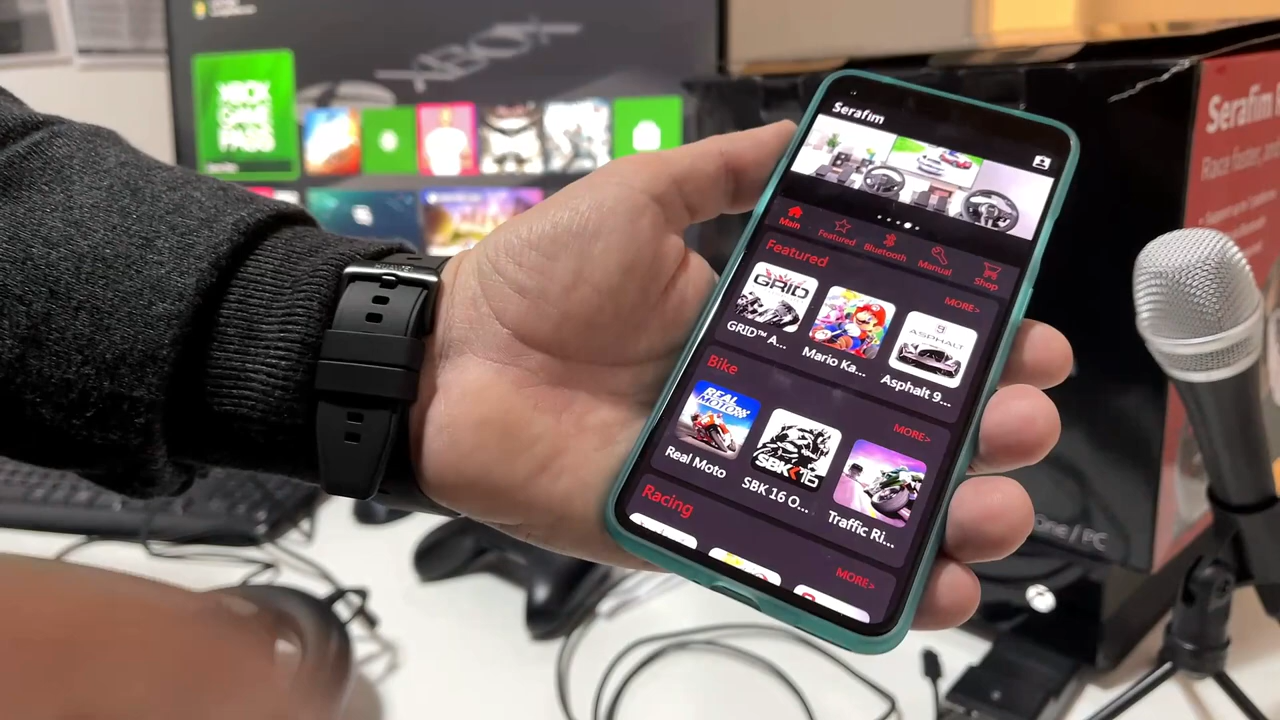 XBOX
XBOX
GAME
PASS
Serafim
Serafim
Race faster, and
Main
Featured
Bluetooth
Manual
Shop
Featured
MORE>
GRID
ASPHALT
GRID™ A...
Mario Ka...
Asphalt 9...
Bike
MORE>
REAL
MOTO
SBK16
Real Moto
SBK 16 O...
Traffic Ri...
Racing
MORE>
one / PC